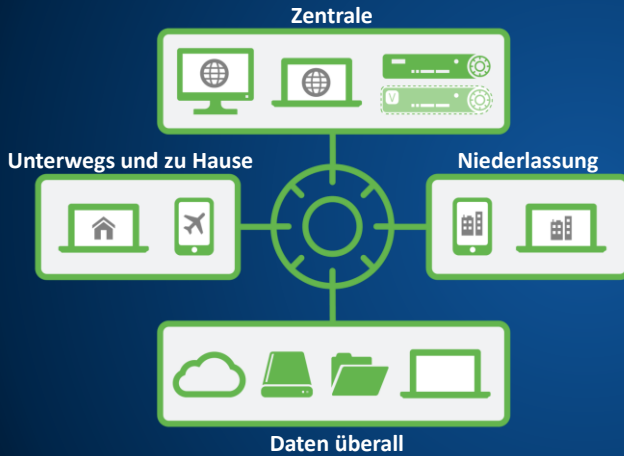 Zentrale
V
Unterwegs und zu Hause
Niederlassung
Daten überall